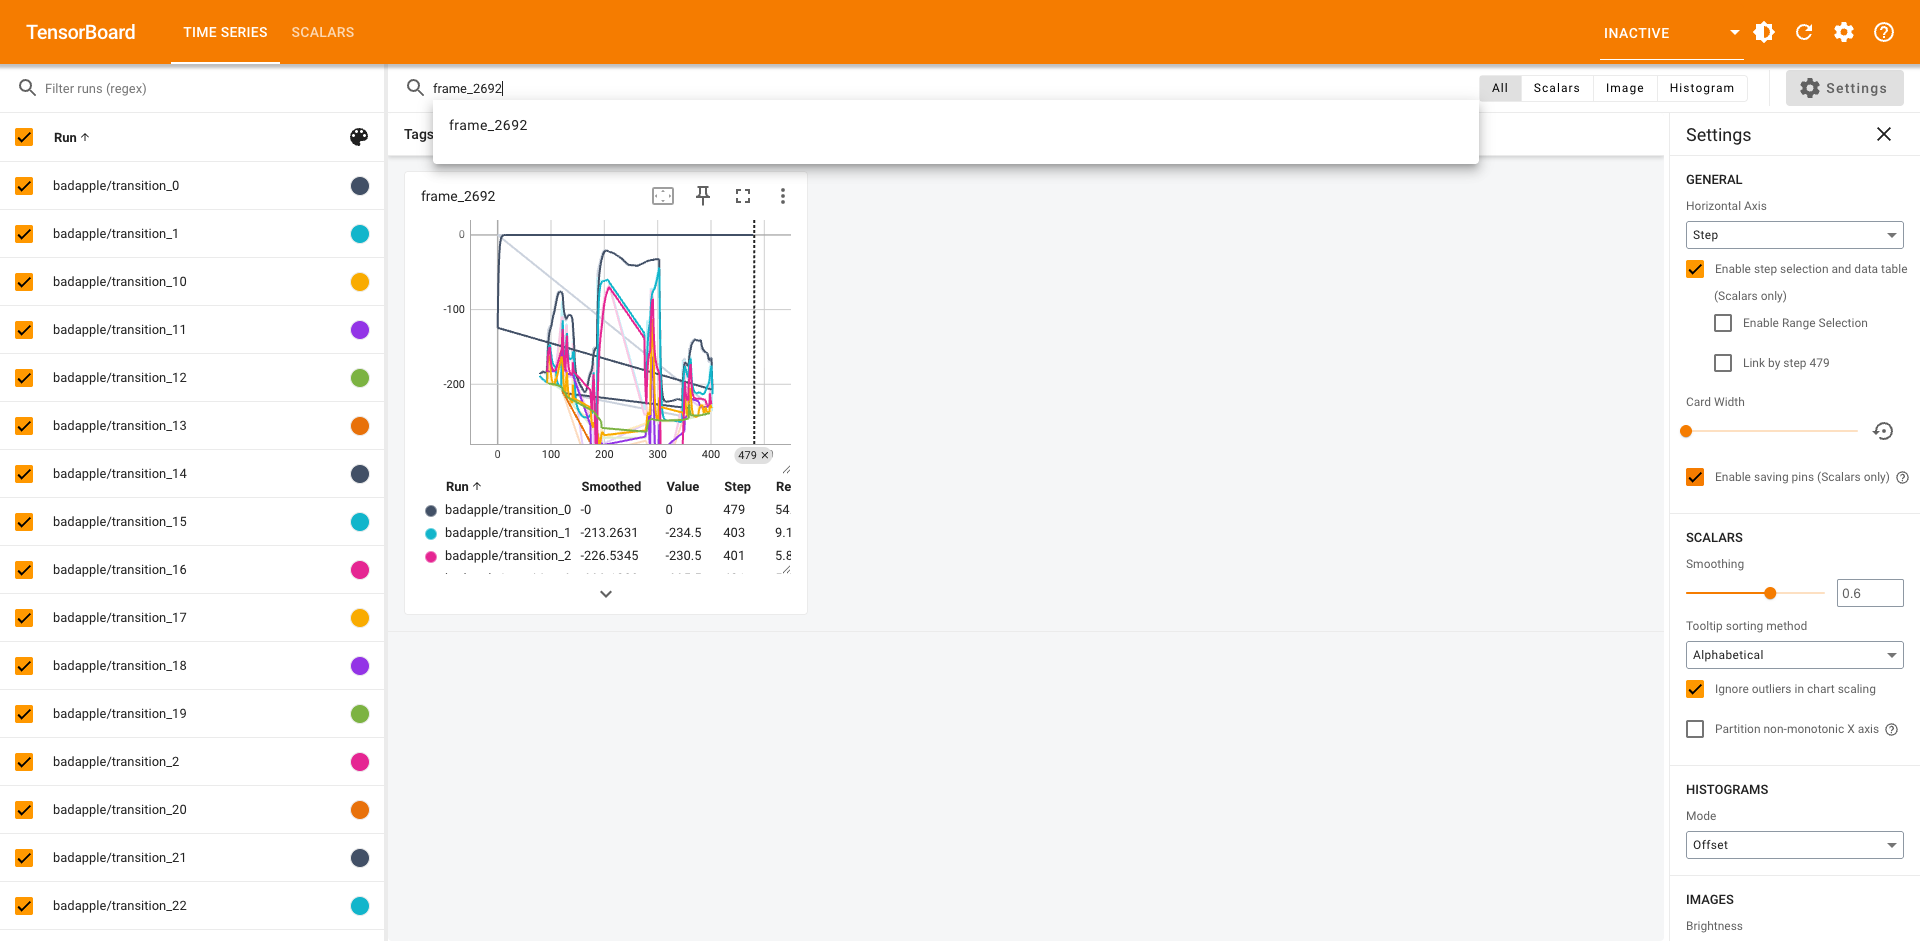 TensorBoard
TIME SERIES
SCALARS
INACTIVE
Filter runs (regex)
frame_2692
All
Scalars
Image
Histogram
Settings
frame_2692
Tags
Run
badapple/transition_0
badapple/transition_1
badapple/transition_10
badapple/transition_11
badapple/transition_12
badapple/transition_13
badapple/transition_14
badapple/transition_15
badapple/transition_16
badapple/transition_17
badapple/transition_18
badapple/transition_19
badapple/transition_2
badapple/transition_20
badapple/transition_21
badapple/transition_22
frame_2692
0
-100
-200
0 100 200 300 400 479
Run Smoothed Value Step Re
badapple/transition_0 -0 0 479 54.
badapple/transition_1 -213.2631 -234.5 403 9.1
badapple/transition_2 -226.5345 -230.5 401 5.8
Settings
GENERAL
Horizontal Axis
Step
Enable step selection and data table
(Scalars only)
Enable Range Selection
Link by step 479
Card Width
Enable saving pins (Scalars only)
SCALARS
Smoothing
0.6
Tooltip sorting method
Alphabetical
Ignore outliers in chart scaling
Partition non-monotonic X axis
HISTOGRAMS
Mode
Offset
IMAGES
Brightness